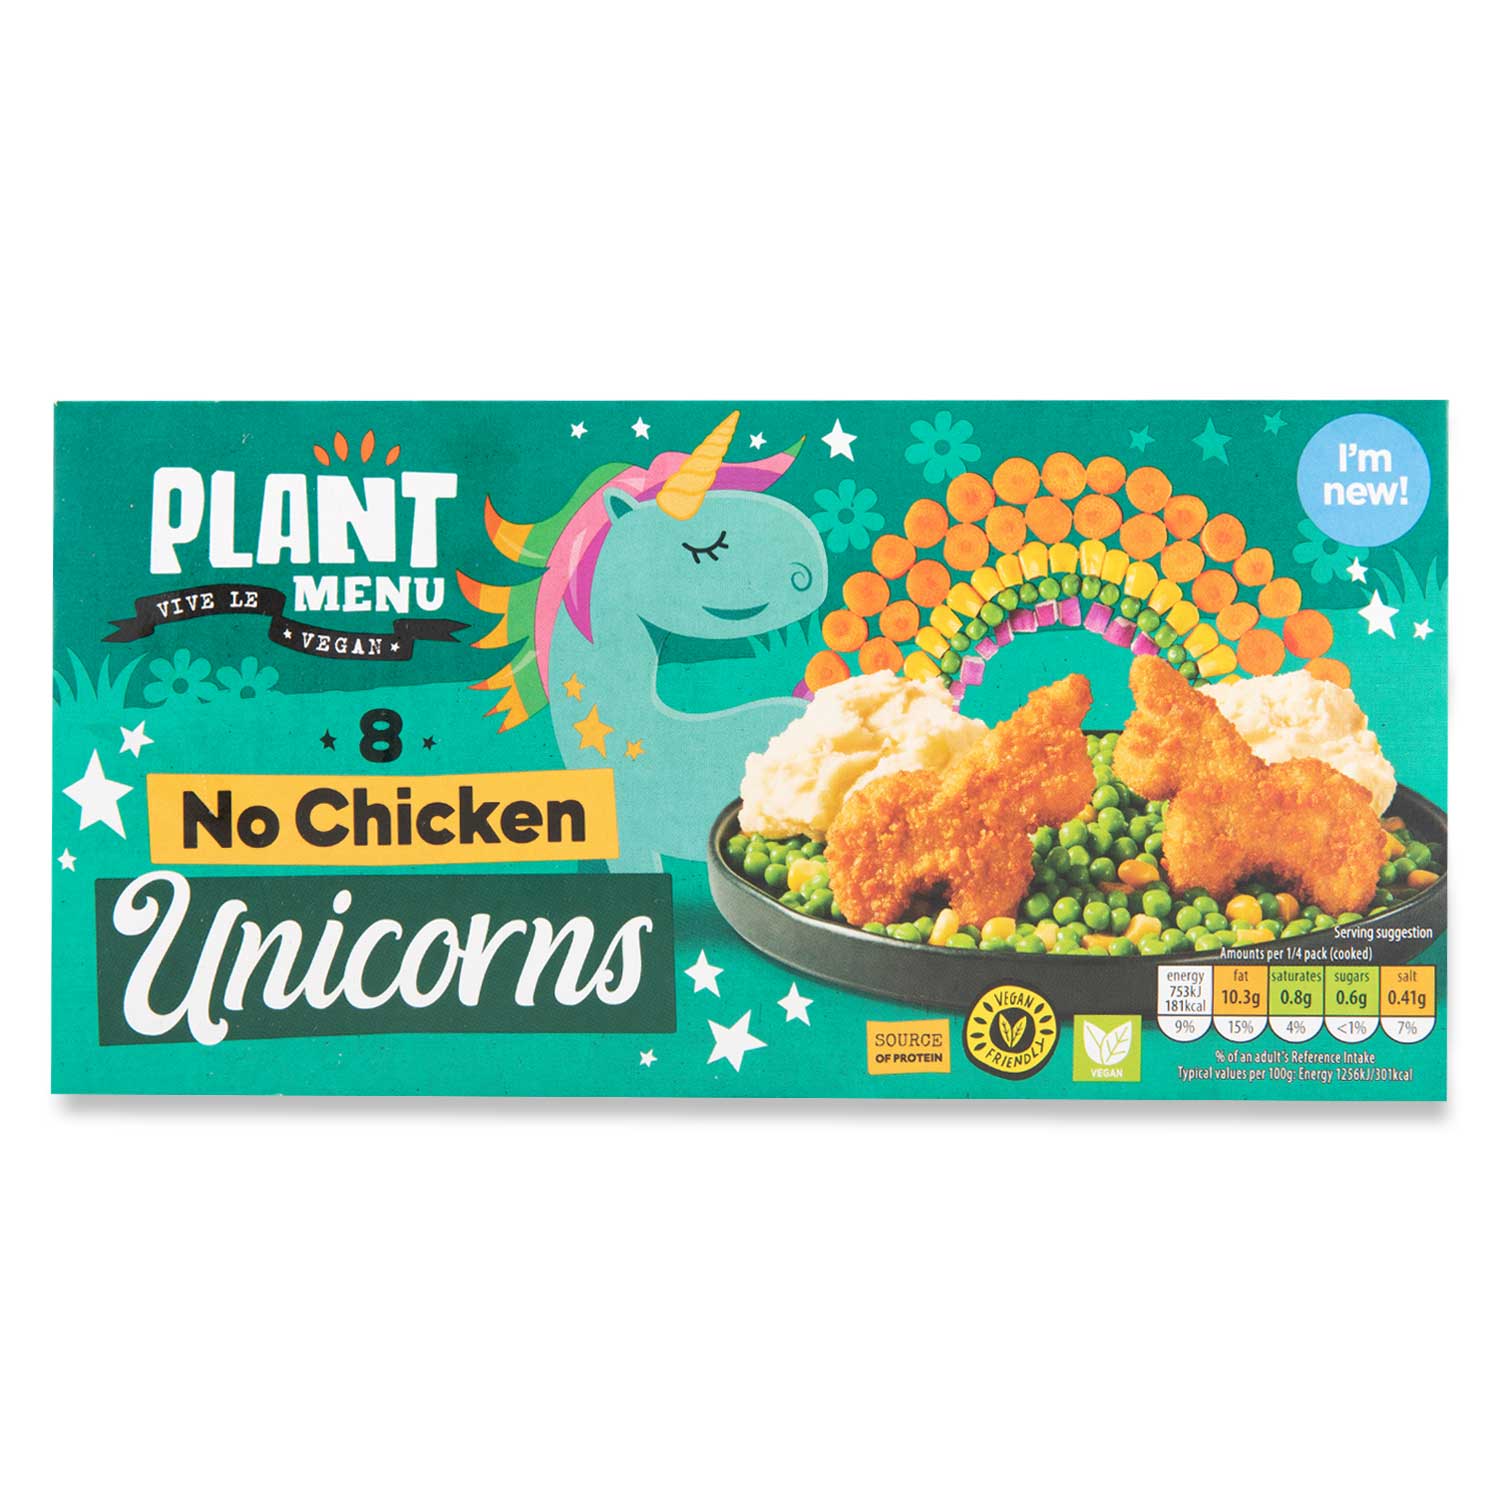 PLANT
MENU
VIVE LE
VEGAN
8
No Chicken
Unicorns
I'm
new!
Serving suggestion
Amounts per 1/4 pack (cooked)
energy fat saturates sugars salt
753kJ
181kcal 10.3g 0.8g 0.6g 0.41g
9% 15% 4% <1% 7%
% of an adult's Reference Intake
Typical values per 100g: Energy 1256kJ/301kcal
SOURCE
OF PROTEIN
VEGAN
FRIENDLY
VEGAN